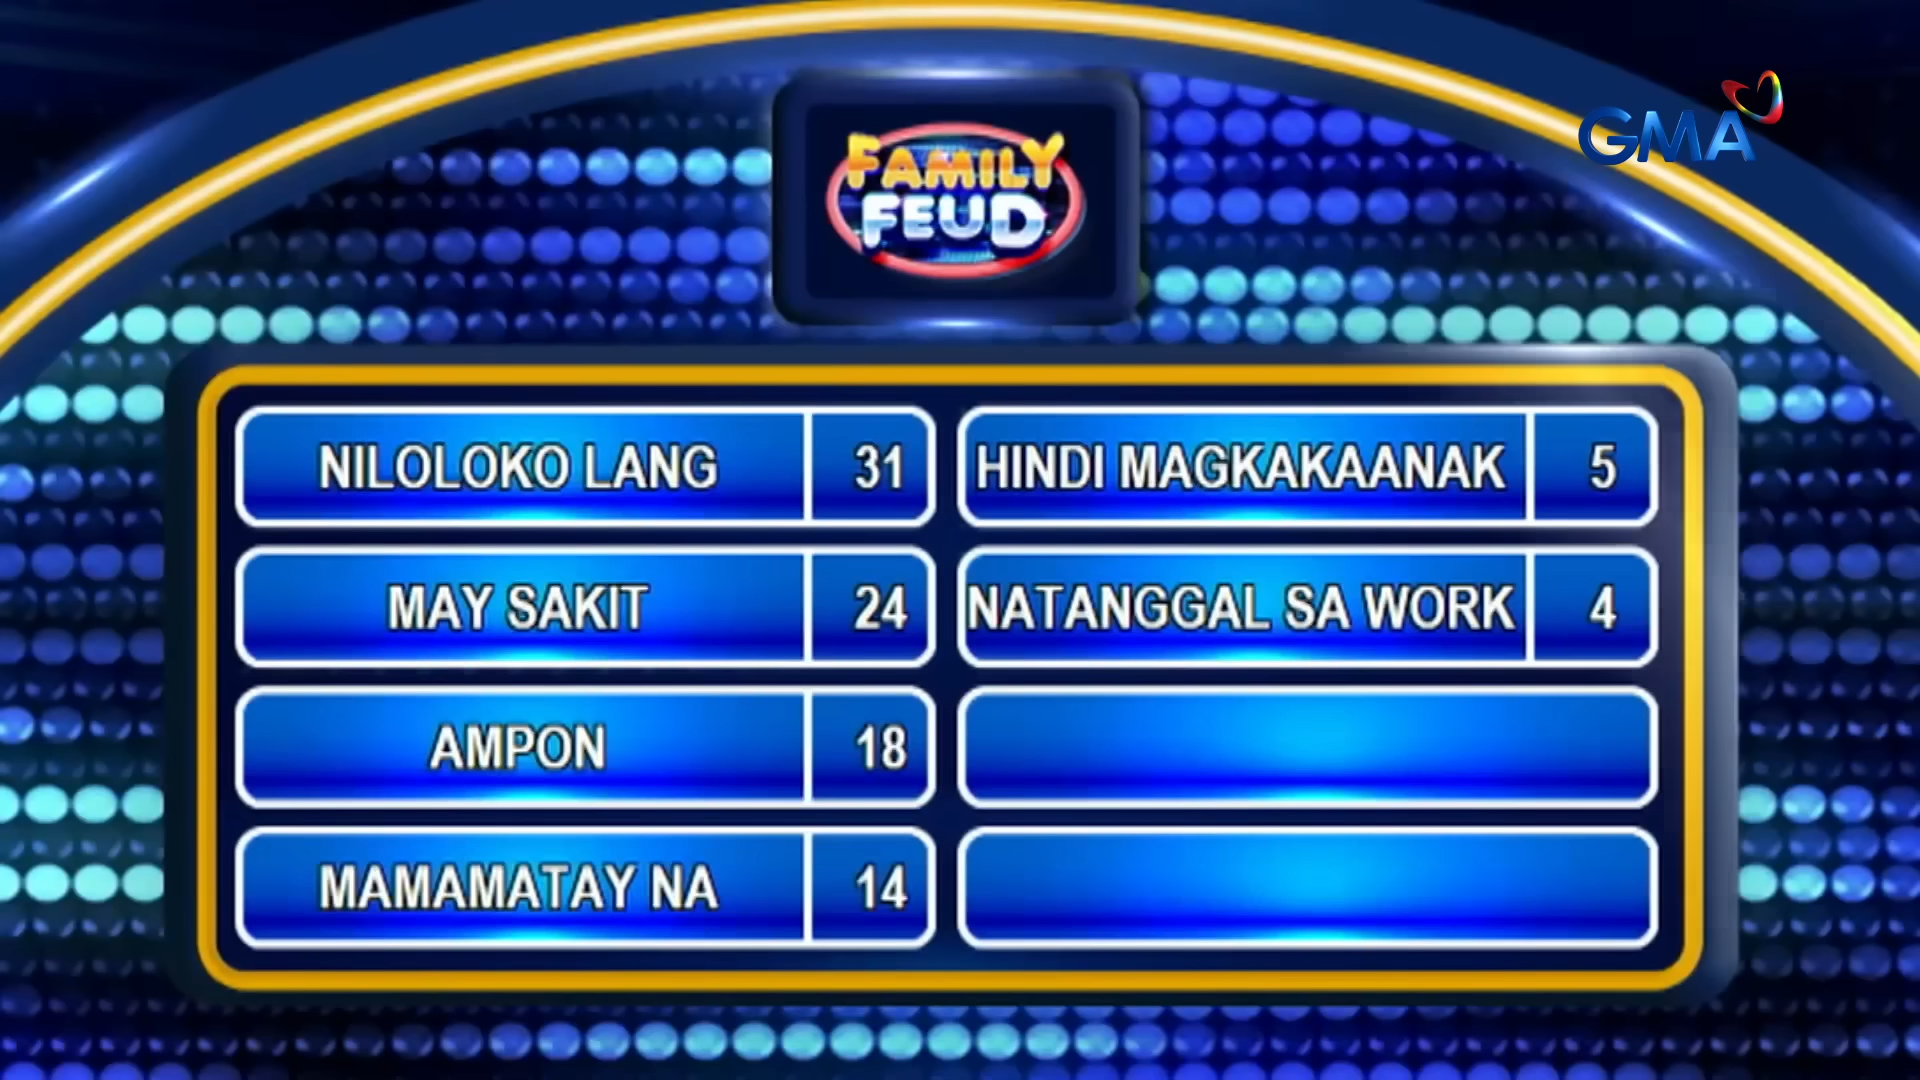 FAMILY
FEUD
GMA
NILOLOKO LANG 31
MAY SAKIT 24
AMPON 18
MAMAMATAY NA 14
HINDI MAGKAKAANAK 5
NATANGGAL SA WORK 4